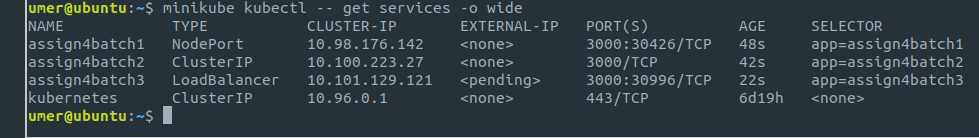 umer@ubuntu:~$ minikube kubectl -- get services -o wide
NAME TYPE CLUSTER-IP EXTERNAL-IP PORT(S) AGE SELECTOR
assign4batch1 NodePort 10.98.176.142 <none> 3000:30426/TCP 48s app=assign4batch1
assign4batch2 ClusterIP 10.100.223.27 <none> 3000/TCP 42s app=assign4batch2
assign4batch3 LoadBalancer 10.101.129.121 <pending> 3000:30996/TCP 22s app=assign4batch3
kubernetes ClusterIP 10.96.0.1 <none> 443/TCP 6d19h <none>
umer@ubuntu:~$